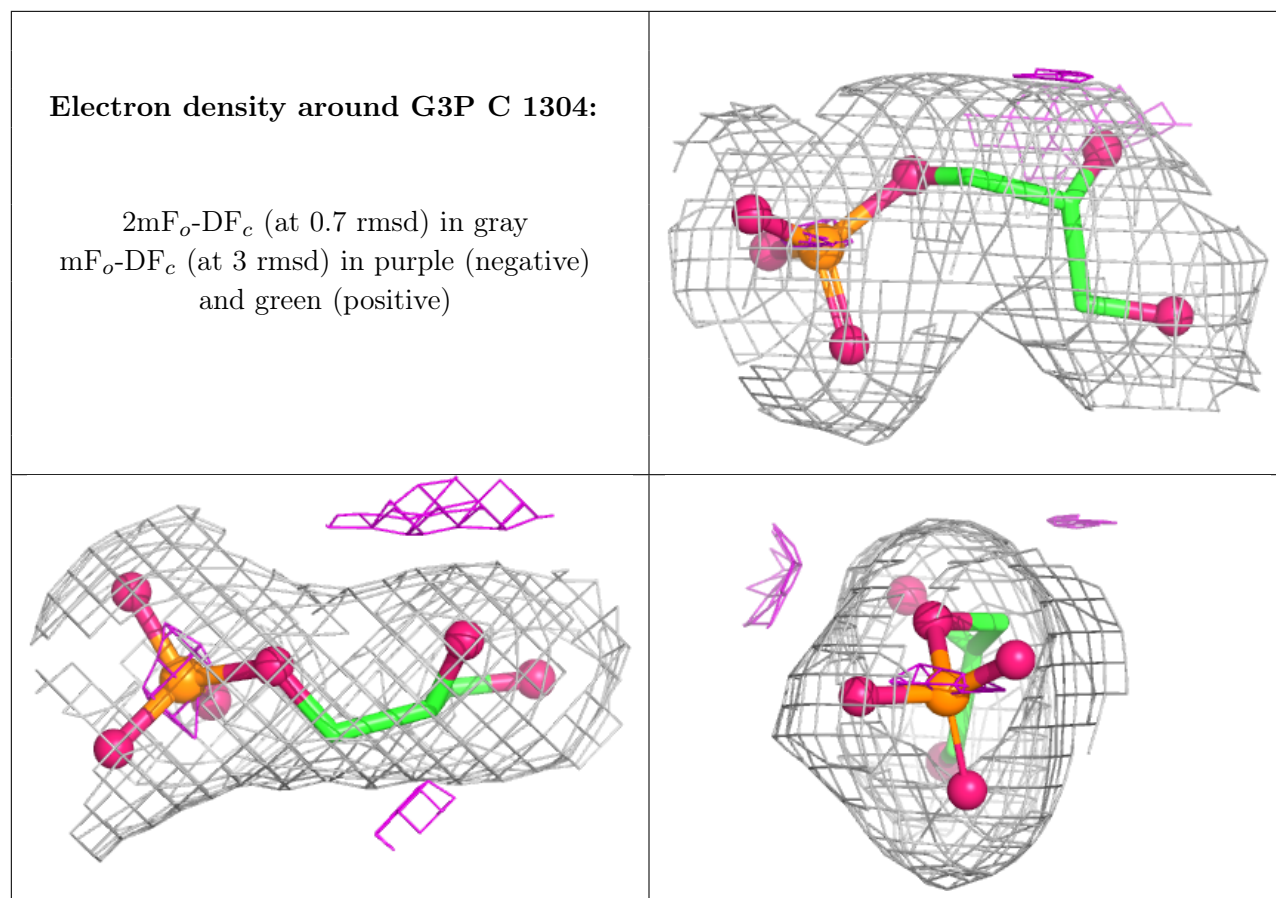 Electron density around G3P C 1304:
2mFo-DFc (at 0.7 rmsd) in gray
mFo-DFc (at 3 rmsd) in purple (negative)
and green (positive)